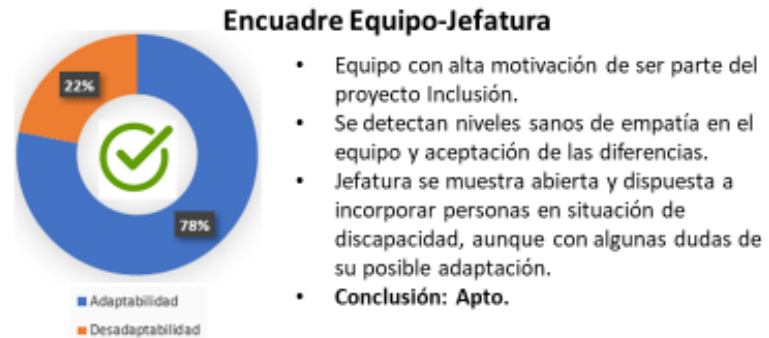 Encuadre Equipo-Jefatura
22%
78%
Adaptabilidad
Desadaptabilidad
• Equipo con alta motivación de ser parte del
proyecto Inclusión.
• Se detectan niveles sanos de empatía en el
equipo y aceptación de las diferencias.
• Jefatura se muestra abierta y dispuesta a
incorporar personas en situación de
discapacidad, aunque con algunas dudas de
su posible adaptación.
• Conclusión: Apto.